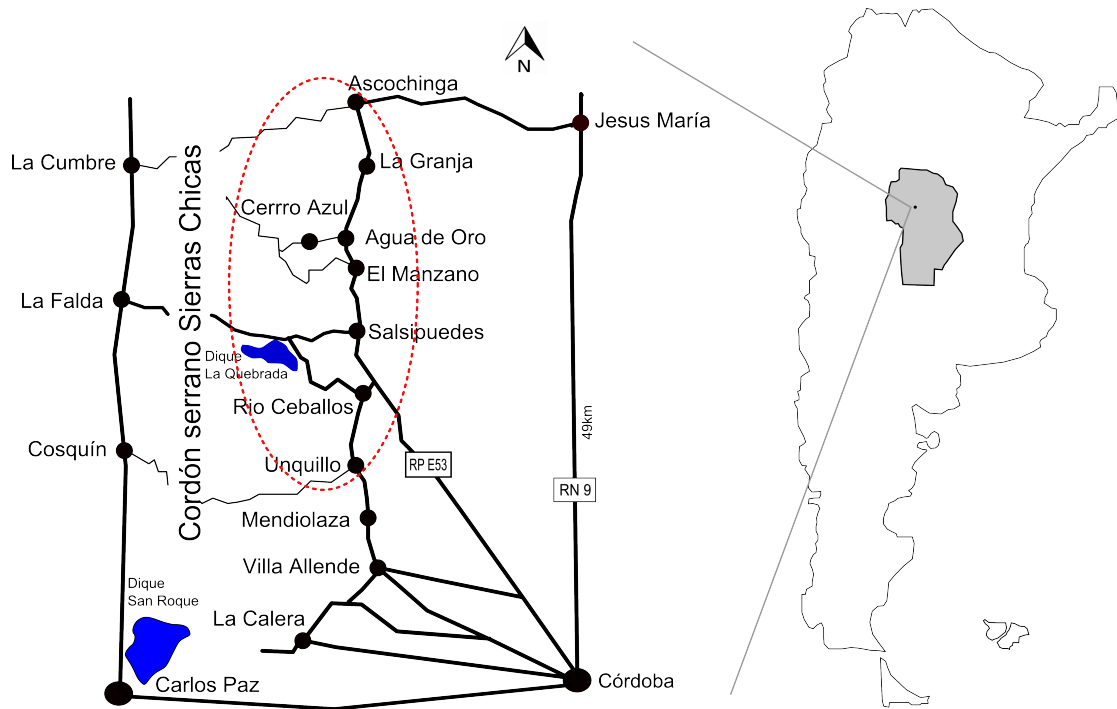 N
Ascochinga
Jesus María
La Cumbre
La Granja
Cerrro Azul
Agua de Oro
El Manzano
La Falda
Salsipuedes
Dique
La Quebrada
Rio Ceballos
Cordón serrano Sierras Chicas
49km
Cosquín
Unquillo
RP E53
RN 9
Mendiolaza
Villa Allende
Dique
San Roque
La Calera
Carlos Paz
Córdoba